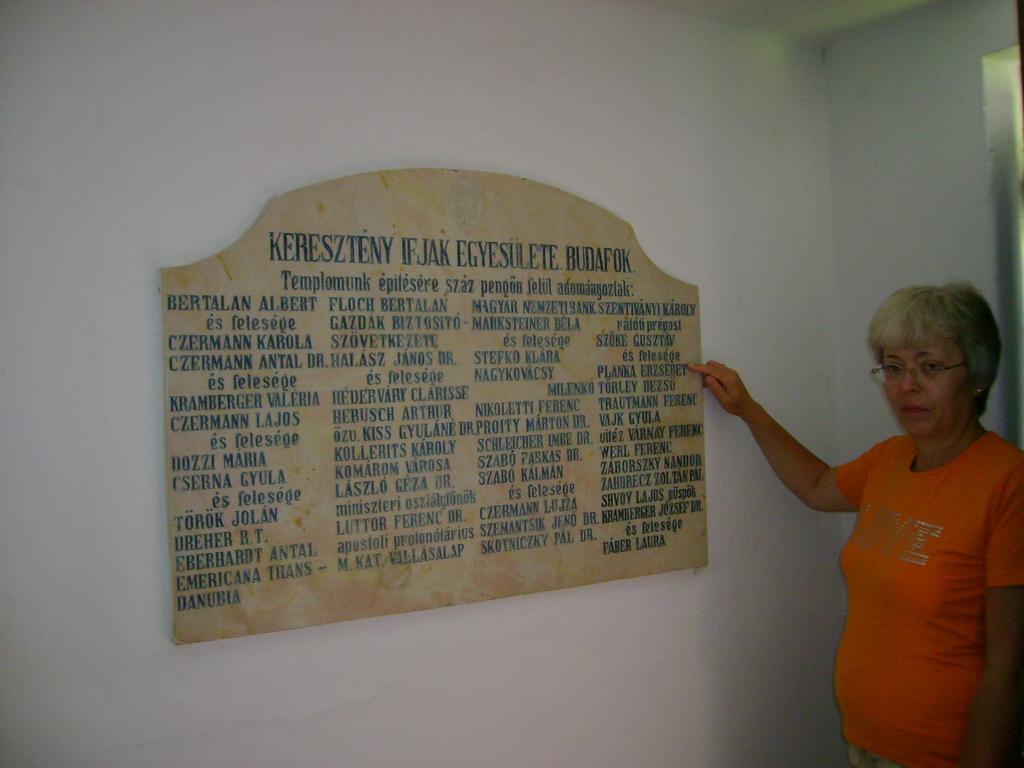 KERESZTÉNY IFJAK EGYESÜLETE. BUDAFOK.
Templomunk építésére száz pengőn felül adományoztak:
BERTALAN ALBERT
és felesége
CZERMANN KAROLA
CZERMANN ANTAL DR.
és felesége
KRAMBERGER VALÉRIA
CZERMANN LAJOS
és felesége
DOZZI MÁRIA
CSERNA GYULA
és felesége
TÖRÖK JOLÁN
DREHER R.T.
EBERHARDT ANTAL
EMERICANA TRANS-
DANUBIA
FLOCH BERTALAN
GAZDÁK BIZTOSITÓ-
SZÖVETKEZETE
HALÁSZ JÁNOS DR.
és felesége
HÉDERVÁRY CLARISSE
HERUSCH ARTHUR
ÖZV. KISS GYULÁNÉ DR.
KOLLERITS KÁROLY
KOMÁROM VÁROSA
LÁSZLÓ GÉZA DR.
miniszteri osztályfőnök
LUTTOR FERENC DR.
apostoli protonótárius
M. KAT. VALLÁSALAP
MAGYAR NEMZETI BANK
MARKSTEINER BÉLA
és felesége
STEFKO KLÁRA
NAGYKOVÁCSY
MILENKO
NIKOLETTI FERENC
PROITY MÁRTON DR.
SCHLEICHER IMRE DR.
SZABÓ FARKAS DR.
SZABÓ KÁLMÁN
és felesége
CZERMANN LUJZA
SZEMANTSIK JENŐ DR.
SKOTNICZKY PÁL DR.
SZENTIVÁNYI KÁROLY
rátóti prépost
SZŐKE GUSZTÁV
és felesége
PLANKA ERZSÉBET
TÖRLEY DEZSŐ
TRAUTMANN FERENC
VAJK GYULA
vitéz VÁRNAY FERENC
WERL FERENC
ZÁBORSZKY NÁNDOR
ZAHORECZ ZOLTÁN PÁL
SHVOY LAJOS püspök
KRAMBERGER JÓZSEF DR.
és felesége
FÁBER LAURA